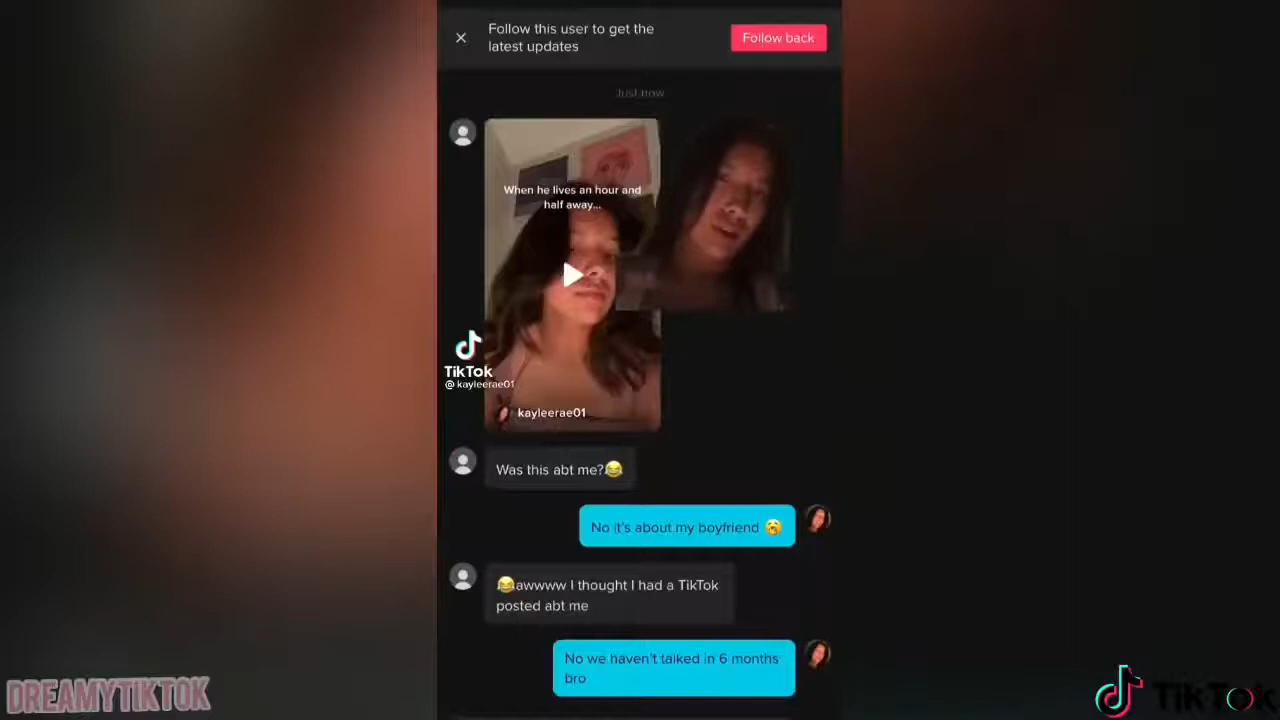 Follow this user to get the
latest updates
Follow back
Just now
When he lives an hour and
half away...
TikTok
@kayleerae01
kayleerae01
Was this abt me?😂
No it's about my boyfriend 😭
😂awwww I thought I had a TikTok
posted abt me
No we haven't talked in 6 months
bro
DREAMYTIKTOK
TikTok